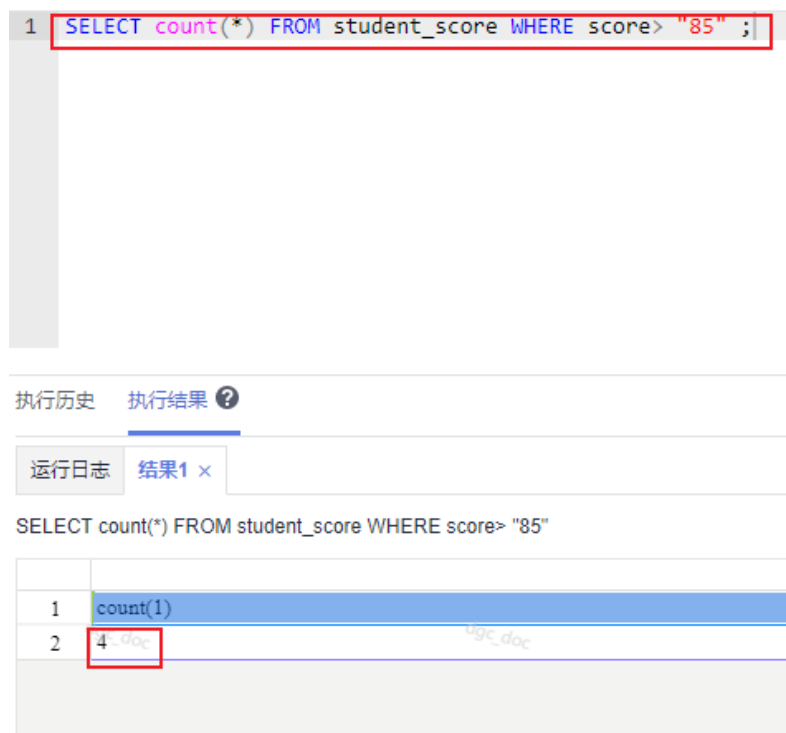 1 SELECT count(*) FROM student_score WHERE score> "85" ;
执行历史 执行结果 ?
运行日志 结果1 ×
SELECT count(*) FROM student_score WHERE score> "85"
1 count(1)
2 4
ugc_doc